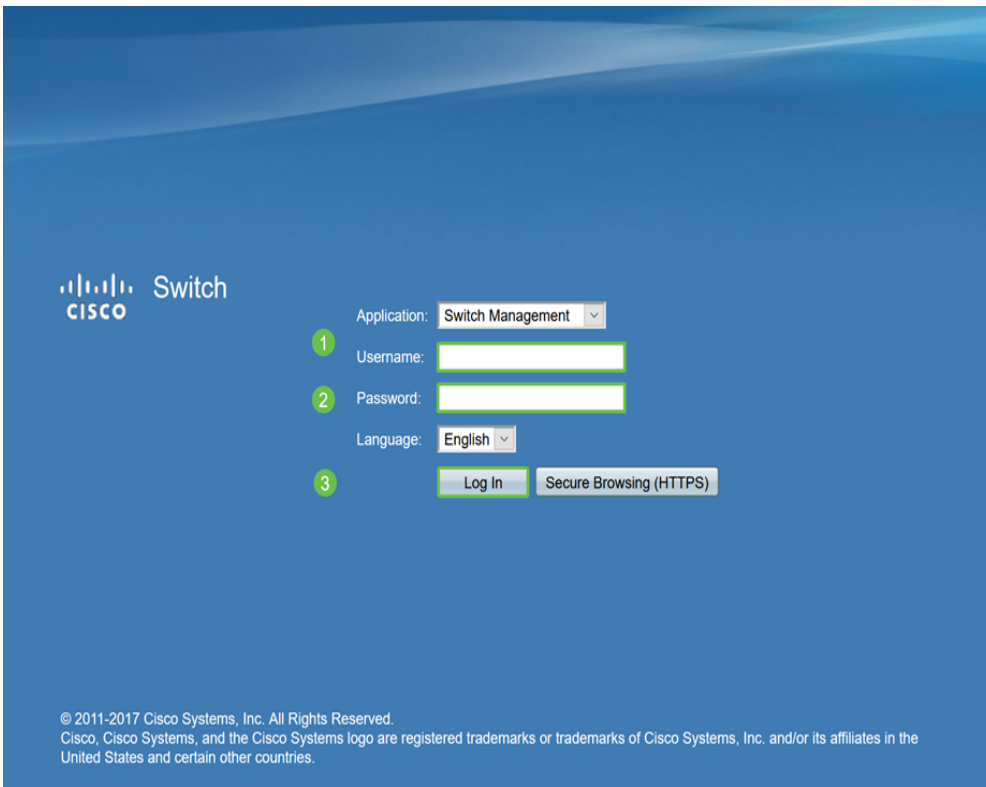 CISCO
Switch
Application: Switch Management
1
Username:
2
Password:
Language: English
3
Log In
Secure Browsing (HTTPS)
© 2011-2017 Cisco Systems, Inc. All Rights Reserved.
Cisco, Cisco Systems, and the Cisco Systems logo are registered trademarks or trademarks of Cisco Systems, Inc. and/or its affiliates in the
United States and certain other countries.